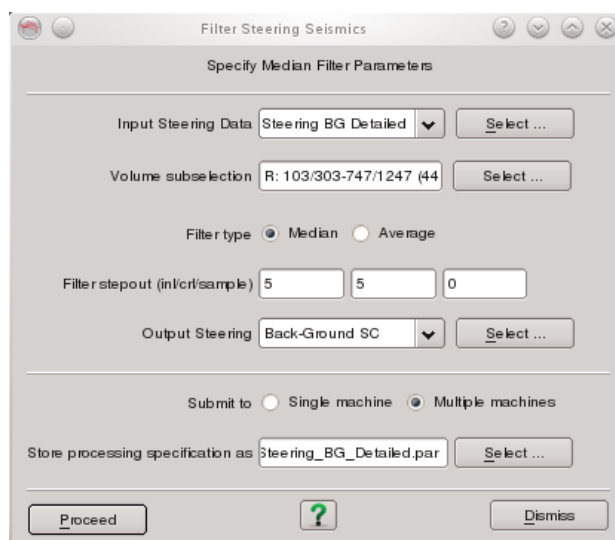 Filter Steering Seismics
Specify Median Filter Parameters
Input Steering Data Steering BG Detailed Select ...
Volume subselection R: 103/303-747/1247 (44 Select ...
Filter type Median Average
Filter stepout (inl/crl/sample) 5 5 0
Output Steering Back-Ground SC Select ...
Submit to Single machine Multiple machines
Store processing specification as Steering_BG_Detailed.par Select ...
Proceed ? Dismiss